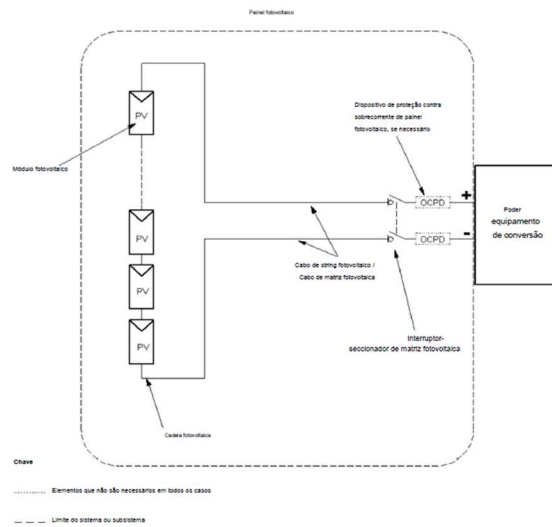 Painel fotovoltaico
PV
Módulo fotovoltaico
Dispositivo de proteção contra
sobrecorrente de painel
fotovoltaico, se necessário
OCPD
+
Poder
equipamento
de conversão
PV
OCPD
-
Cabo de string fotovoltaico /
Cabo de matriz fotovoltaica
PV
Interruptor-
seccionador de matriz fotovoltaica
PV
Cadeia fotovoltaica
Chave
Elementos que não são necessários em todos os casos
Limite do sistema ou subsistema